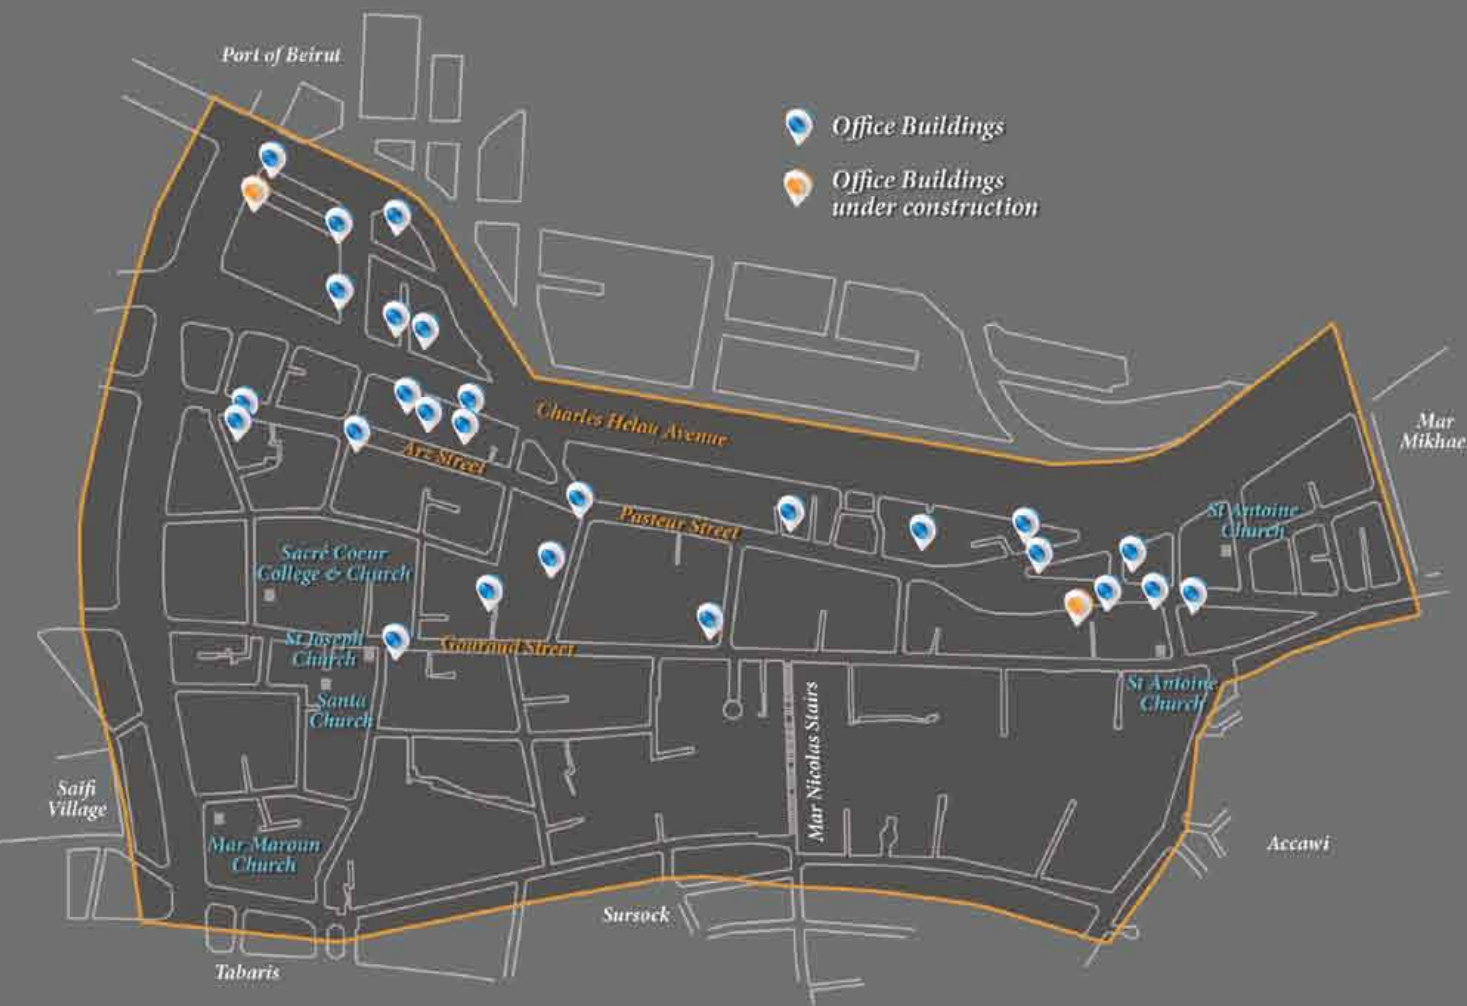 Port of Beirut
Office Buildings
Office Buildings
under construction
Charles Helou Avenue
Mar
Mikhae
Arz Street
Pasteur Street
St Antoine
Church
Sacré Coeur
College & Church
St Joseph
Church
Gouraud Street
Santa
Church
Mar Nicolas Stairs
St Antoine
Church
Saifi
Village
Mar Maroun
Church
Accawi
Sursock
Tabaris